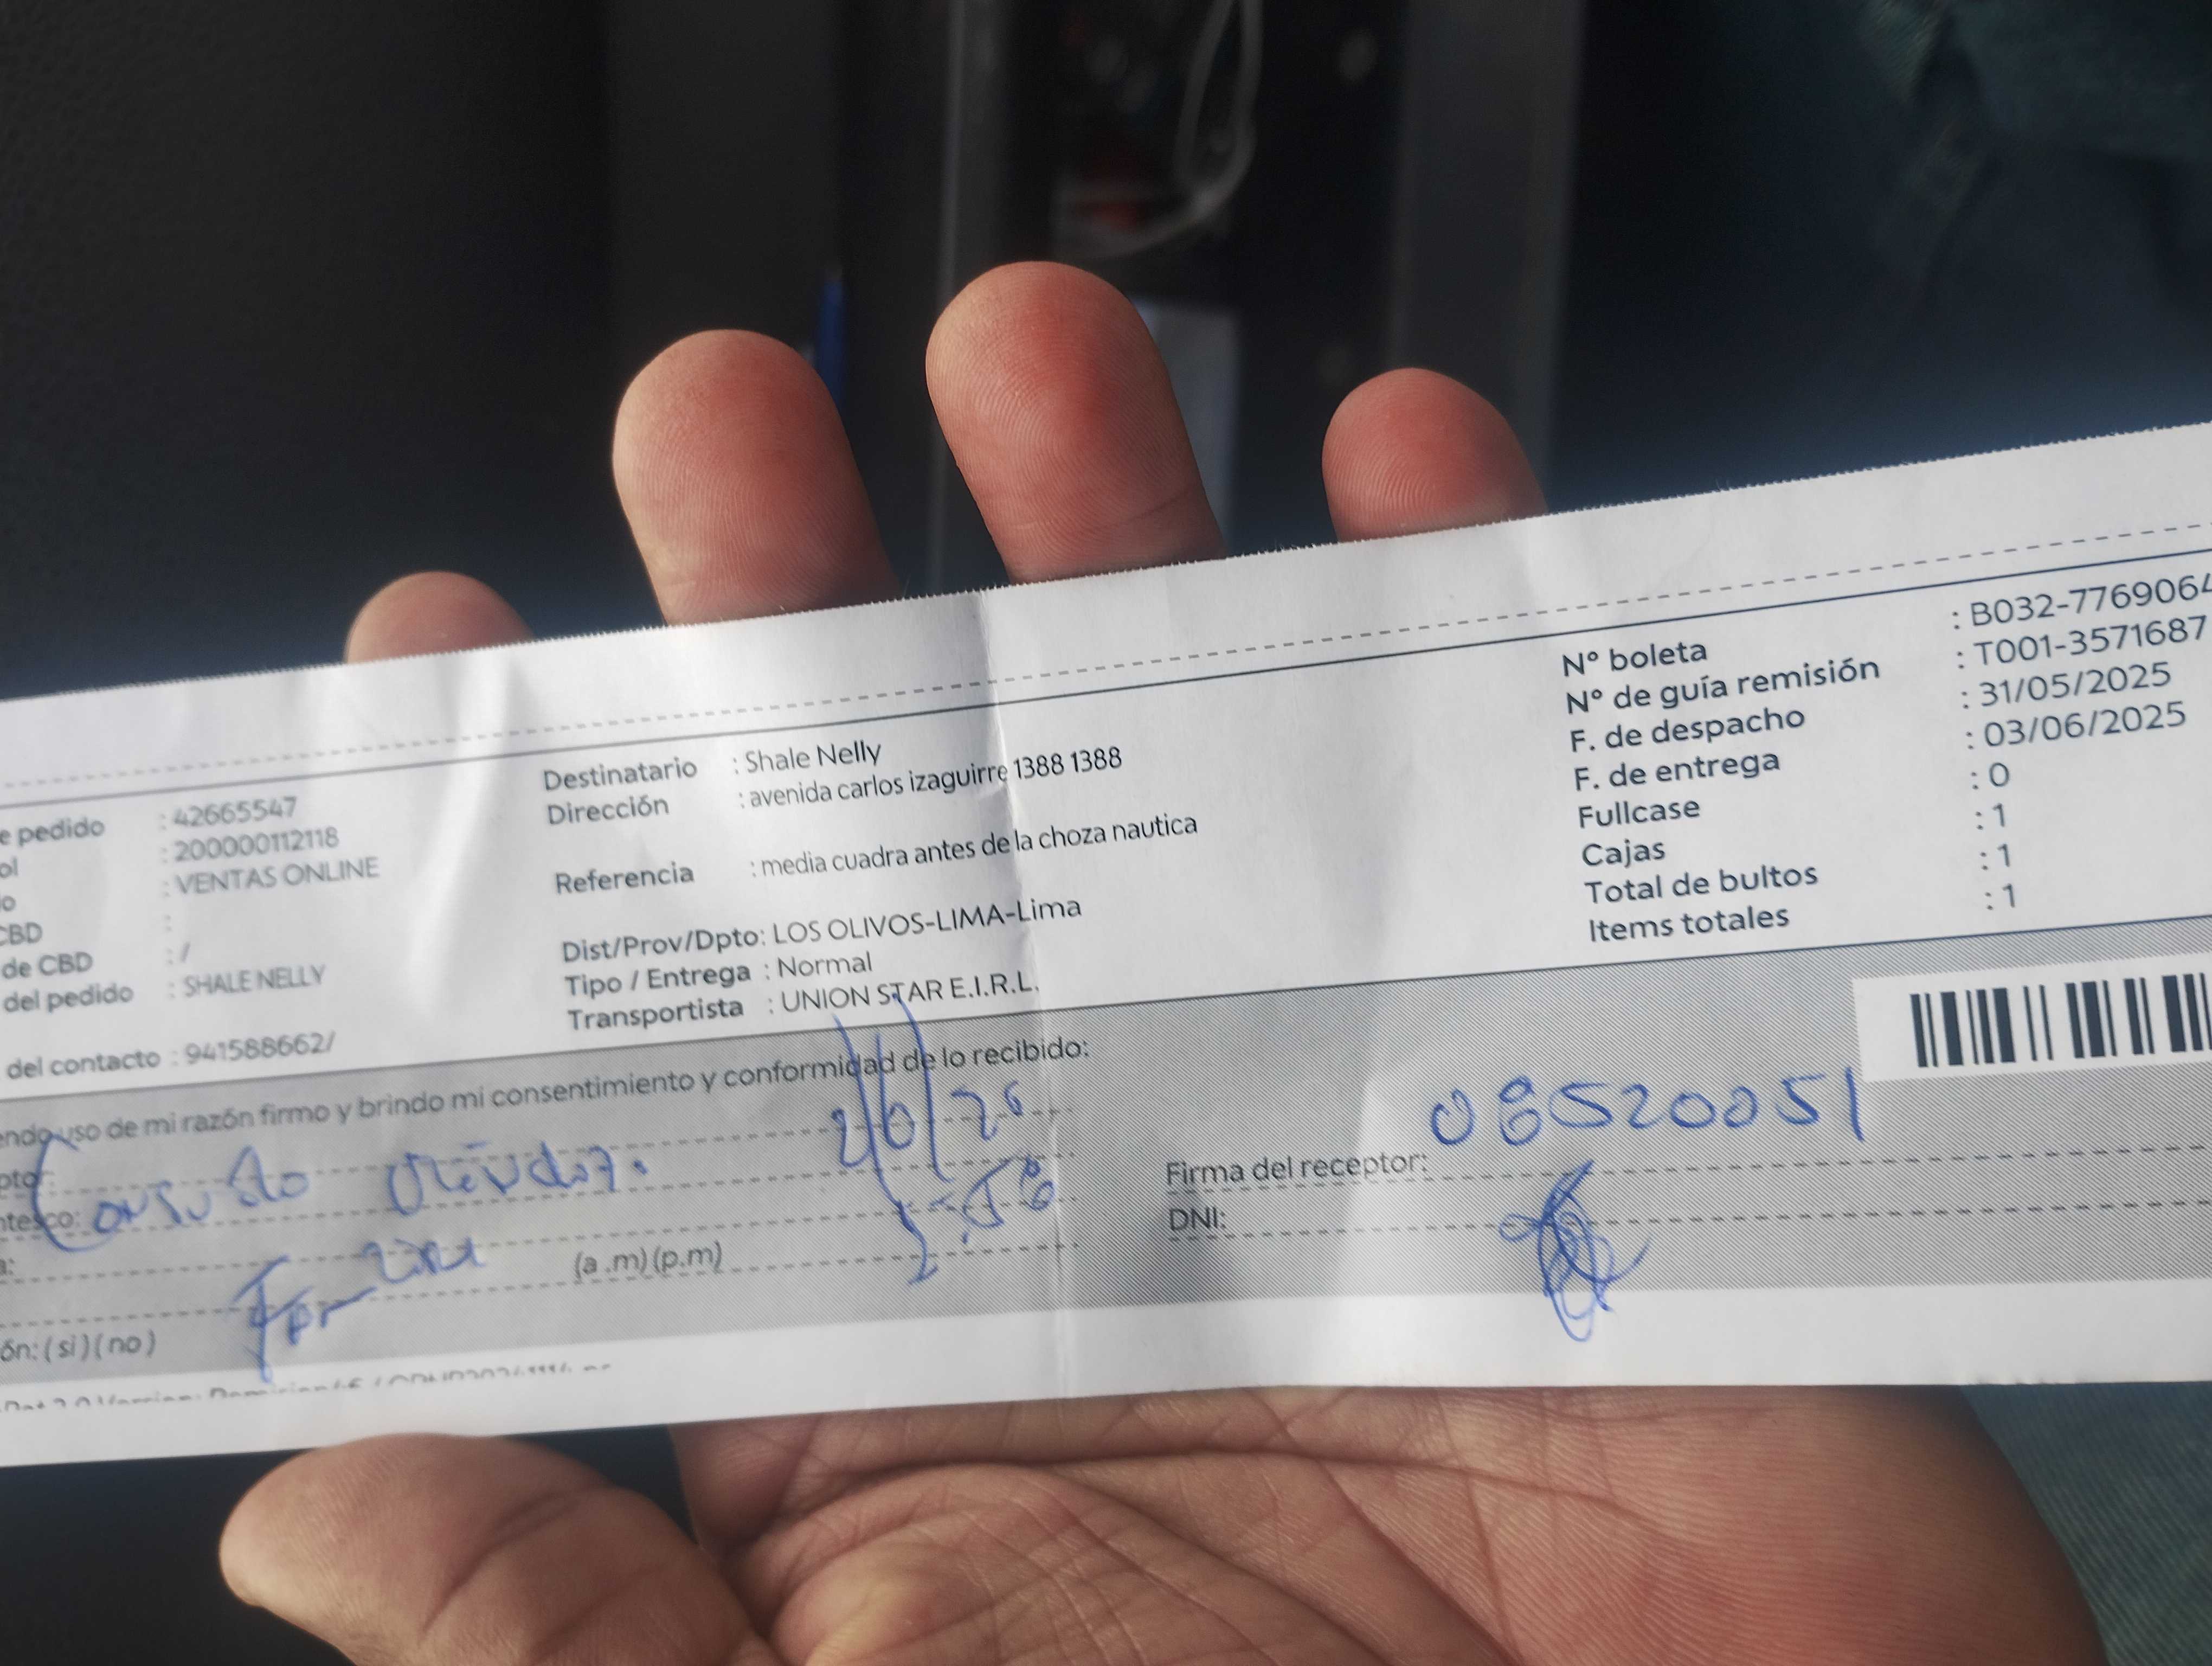 e pedido : 42665547
ol : 200000112118
o : VENTAS ONLINE
CBD :
de CBD : /
del pedido : SHALE NELLY
del contacto : 941588662/
Destinatario : Shale Nelly
Dirección : avenida carlos izaguirre 1388 1388
Referencia : media cuadra antes de la choza nautica
Dist/Prov/Dpto: LOS OLIVOS-LIMA-Lima
Tipo / Entrega : Normal
Transportista : UNION STAR E.I.R.L.
N° boleta : B032-7769064
N° de guía remisión : T001-3571687
F. de despacho : 31/05/2025
F. de entrega : 03/06/2025
Fullcase : 0
Cajas : 1
Total de bultos : 1
Items totales : 1
endo uso de mi razón firmo y brindo mi consentimiento y conformidad de lo recibido:
pto:
ntesco:
a:
(a .m) (p.m)
ón: ( si ) ( no )
Firma del receptor: 08520051
DNI: